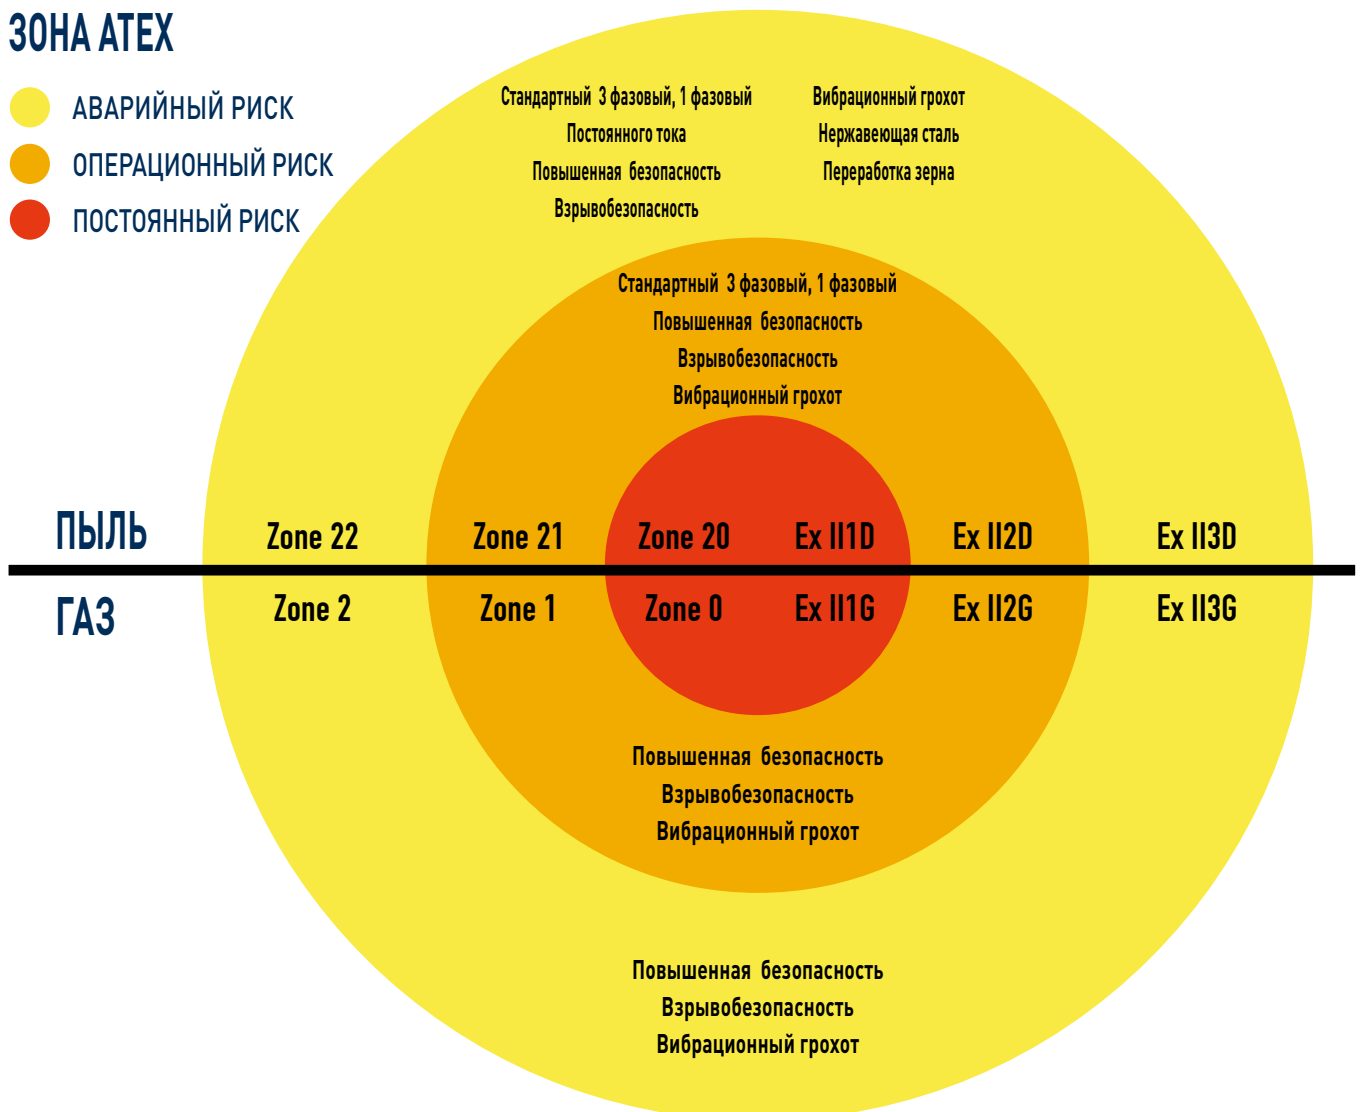 ЗОНА ATEX
АВАРИЙНЫЙ РИСК
ОПЕРАЦИОННЫЙ РИСК
ПОСТОЯННЫЙ РИСК
Стандартный 3 фазовый, 1 фазовый
Постоянного тока
Повышенная безопасность
Взрывобезопасность
Вибрационный грохот
Нержавеющая сталь
Переработка зерна
Стандартный 3 фазовый, 1 фазовый
Повышенная безопасность
Взрывобезопасность
Вибрационный грохот
ПЫЛЬ Zone 22 Zone 21 Zone 20 Ex II1D Ex II2D Ex II3D
ГАЗ Zone 2 Zone 1 Zone 0 Ex II1G Ex II2G Ex II3G
Повышенная безопасность
Взрывобезопасность
Вибрационный грохот
Повышенная безопасность
Взрывобезопасность
Вибрационный грохот